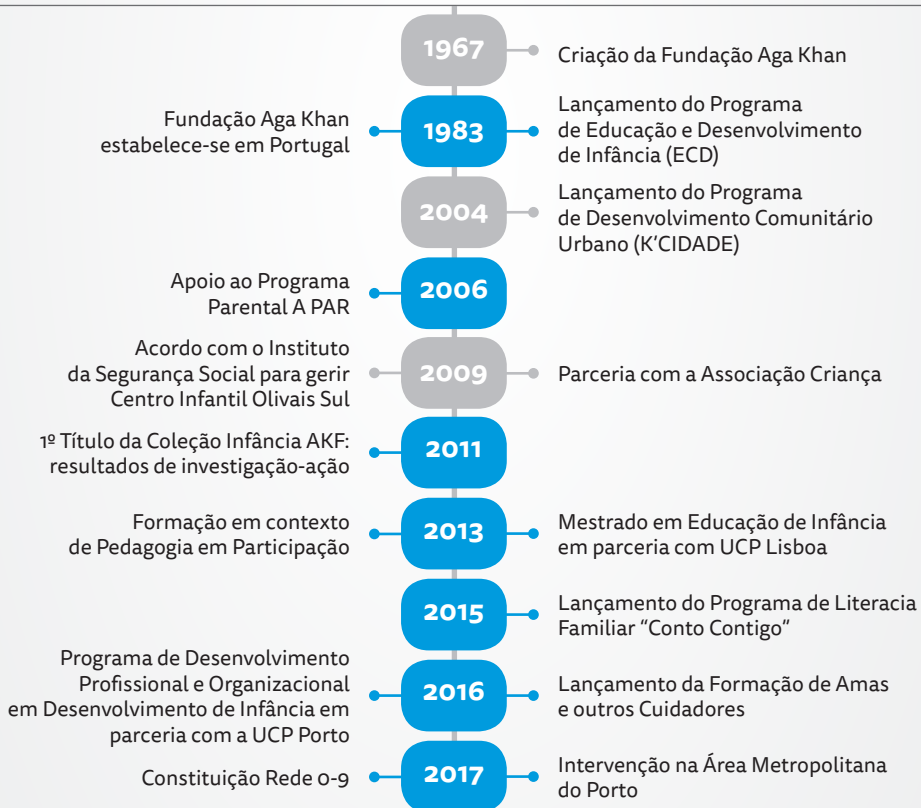 1967
Criação da Fundação Aga Khan
Fundação Aga Khan
estabelece-se em Portugal
1983
Lançamento do Programa
de Educação e Desenvolvimento
de Infância (ECD)
2004
Lançamento do Programa
de Desenvolvimento Comunitário
Urbano (K’CIDADE)
Apoio ao Programa
Parental A PAR
2006
Acordo com o Instituto
da Segurança Social para gerir
Centro Infantil Olivais Sul
2009
Parceria com a Associação Criança
1º Título da Coleção Infância AKF:
resultados de investigação-ação
2011
Formação em contexto
de Pedagogia em Participação
2013
Mestrado em Educação de Infância
em parceria com UCP Lisboa
2015
Lançamento do Programa de Literacia
Familiar “Conto Contigo”
Programa de Desenvolvimento
Profissional e Organizacional
em Desenvolvimento de Infância em
parceria com a UCP Porto
2016
Lançamento da Formação de Amas
e outros Cuidadores
Constituição Rede 0-9
2017
Intervenção na Área Metropolitana
do Porto